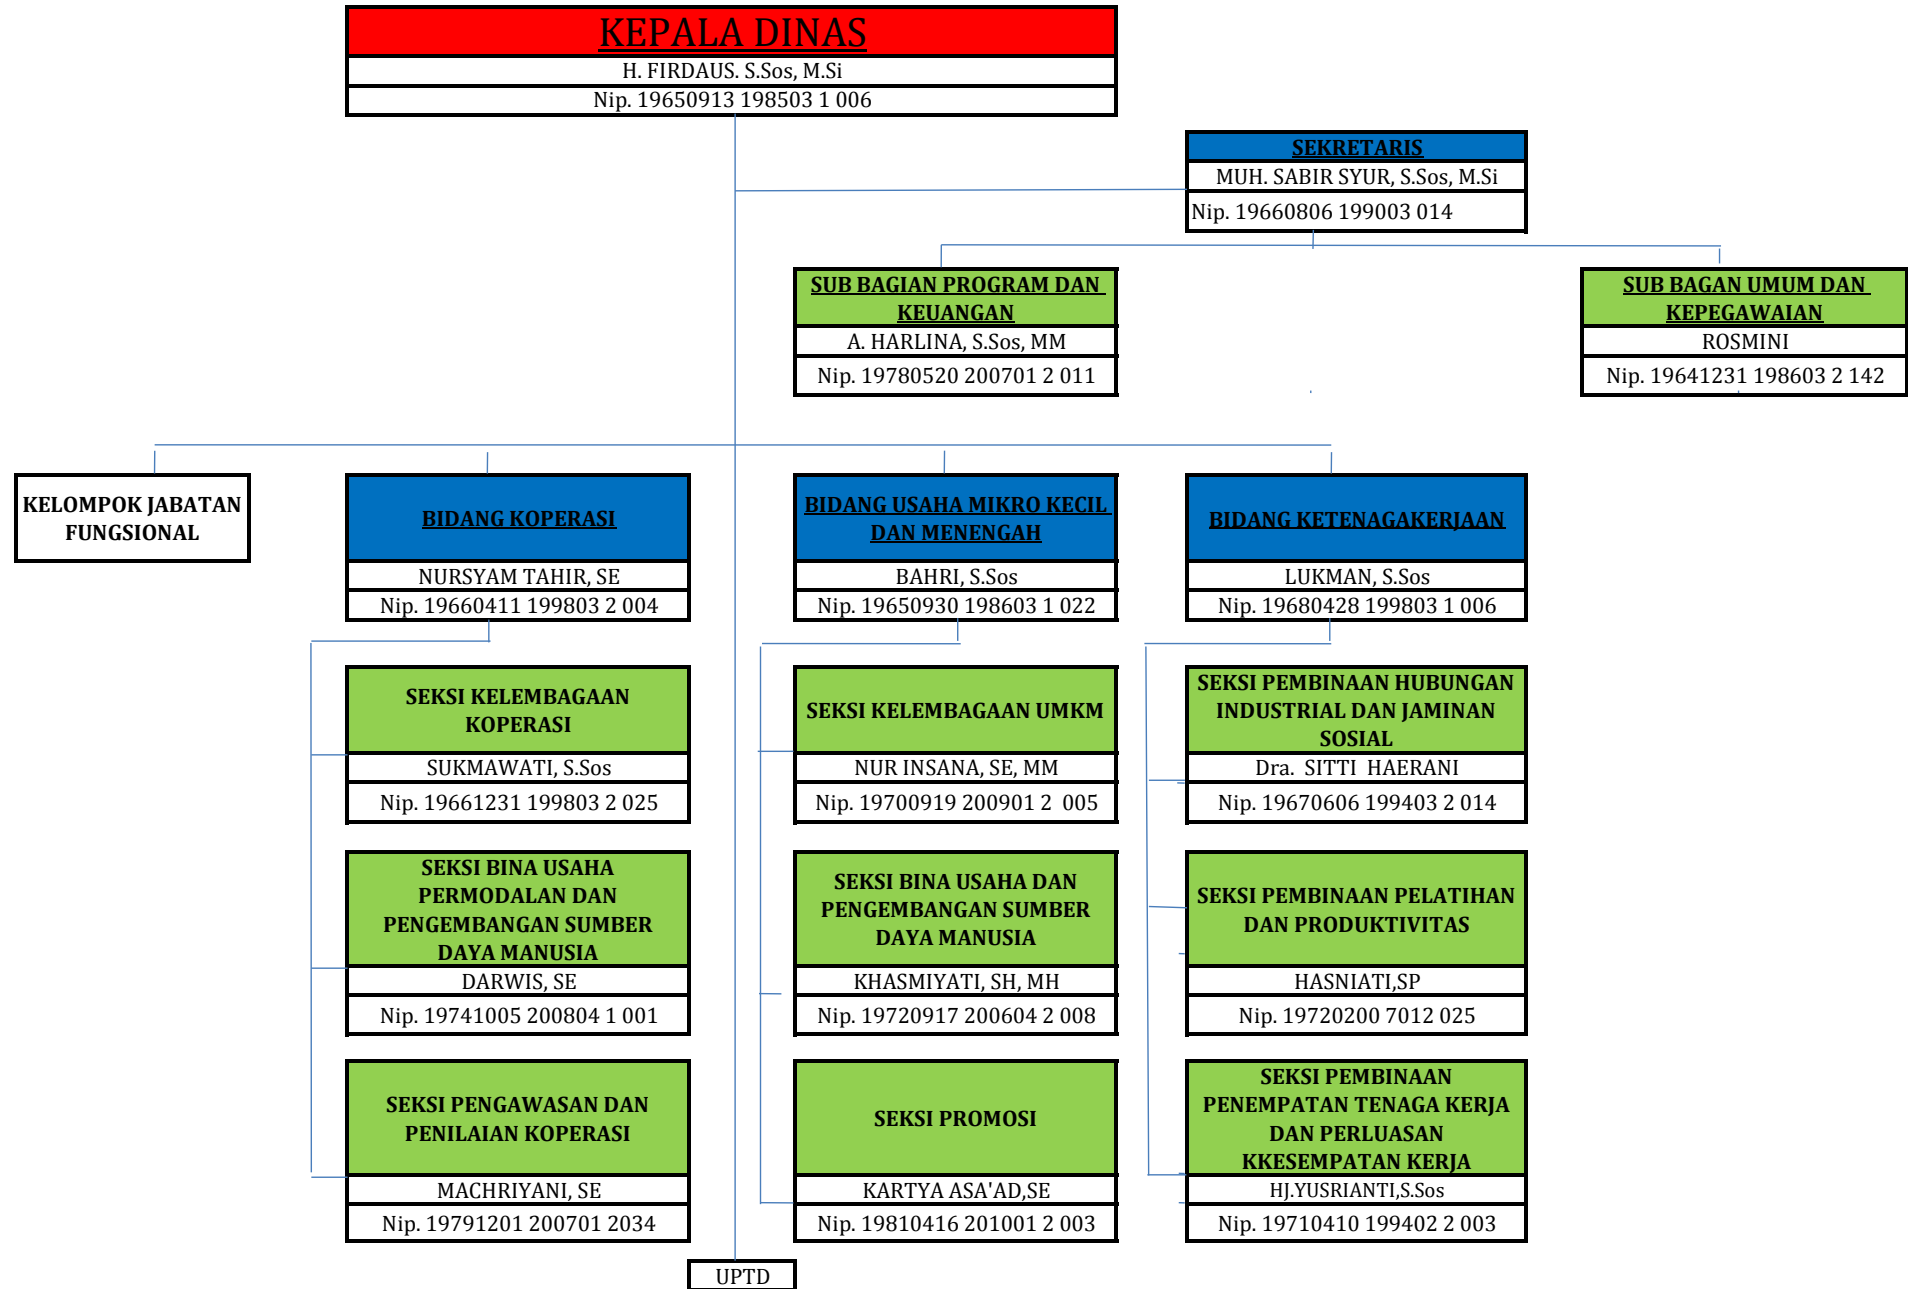 KEPALA DINAS
H. FIRDAUS. S.Sos, M.Si
Nip. 19650913 198503 1 006
SEKRETARIS
MUH. SABIR SYUR, S.Sos, M.Si
Nip. 19660806 199003 014
SUB BAGIAN PROGRAM DAN
KEUANGAN
A. HARLINA, S.Sos, MM
Nip. 19780520 200701 2 011
SUB BAGAN UMUM DAN
KEPEGAWAIAN
ROSMINI
Nip. 19641231 198603 2 142
KELOMPOK JABATAN
FUNGSIONAL
BIDANG KOPERASI
NURSYAM TAHIR, SE
Nip. 19660411 199803 2 004
BIDANG USAHA MIKRO KECIL
DAN MENENGAH
BAHRI, S.Sos
Nip. 19650930 198603 1 022
BIDANG KETENAGAKERJAAN
LUKMAN, S.Sos
Nip. 19680428 199803 1 006
SEKSI KELEMBAGAAN
KOPERASI
SUKMAWATI, S.Sos
Nip. 19661231 199803 2 025
SEKSI KELEMBAGAAN UMKM
NUR INSANA, SE, MM
Nip. 19700919 200901 2  005
SEKSI PEMBINAAN HUBUNGAN
INDUSTRIAL DAN JAMINAN
SOSIAL
Dra.  SITTI  HAERANI
Nip. 19670606 199403 2 014
SEKSI BINA USAHA
PERMODALAN DAN
PENGEMBANGAN SUMBER
DAYA MANUSIA
DARWIS, SE
Nip. 19741005 200804 1 001
SEKSI BINA USAHA DAN
PENGEMBANGAN SUMBER
DAYA MANUSIA
KHASMIYATI, SH, MH
Nip. 19720917 200604 2 008
SEKSI PEMBINAAN PELATIHAN
DAN PRODUKTIVITAS
HASNIATI,SP
Nip. 19720200 7012 025
SEKSI PENGAWASAN DAN
PENILAIAN KOPERASI
MACHRIYANI, SE
Nip. 19791201 200701 2034
SEKSI PROMOSI
KARTYA ASA'AD,SE
Nip. 19810416 201001 2 003
SEKSI PEMBINAAN
PENEMPATAN TENAGA KERJA
DAN PERLUASAN
KKESEMPATAN KERJA
HJ.YUSRIANTI,S.Sos
Nip. 19710410 199402 2 003
UPTD